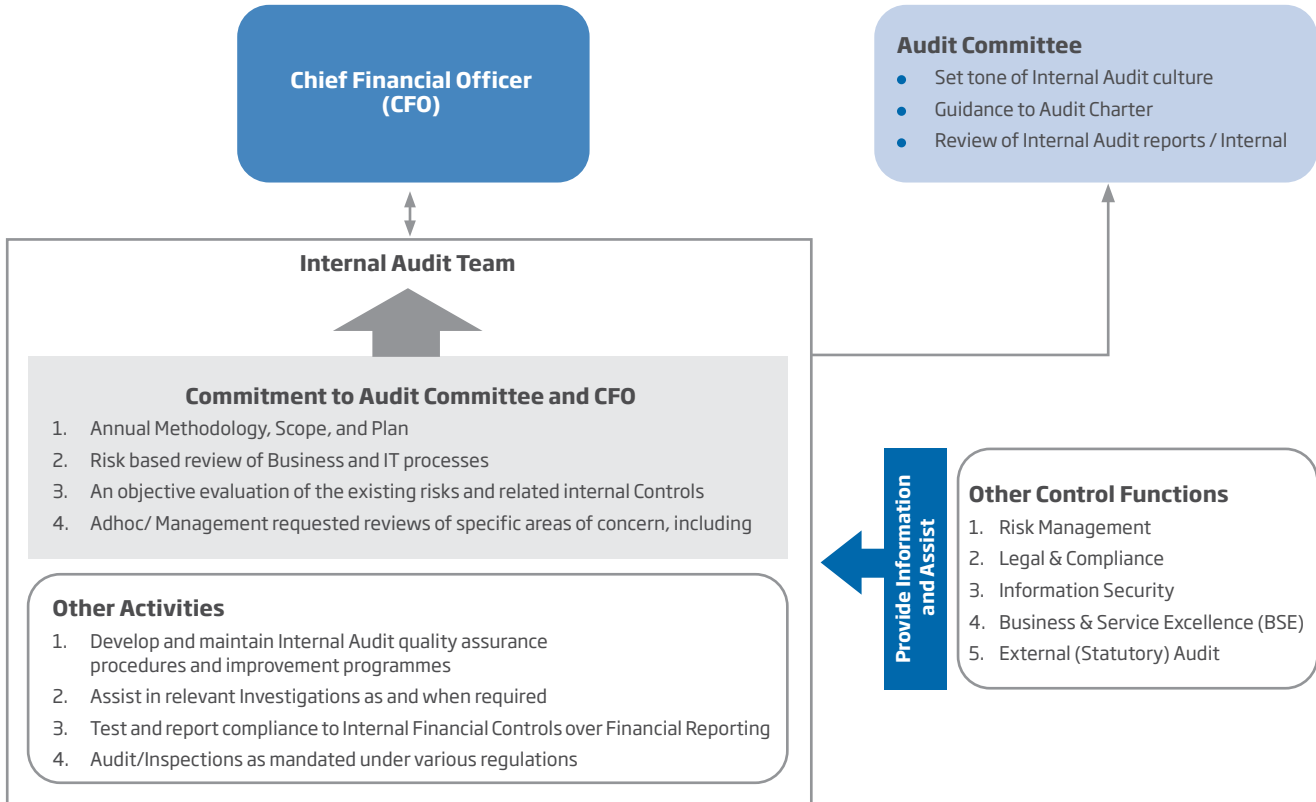 Chief Financial Officer
(CFO)
Audit Committee
● Set tone of Internal Audit culture
● Guidance to Audit Charter
● Review of Internal Audit reports / Internal
Internal Audit Team
Commitment to Audit Committee and CFO
1. Annual Methodology, Scope, and Plan
2. Risk based review of Business and IT processes
3. An objective evaluation of the existing risks and related internal Controls
4. Adhoc/ Management requested reviews of specific areas of concern, including
Other Activities
1. Develop and maintain Internal Audit quality assurance
procedures and improvement programmes
2. Assist in relevant Investigations as and when required
3. Test and report compliance to Internal Financial Controls over Financial Reporting
4. Audit/Inspections as mandated under various regulations
Provide Information
and Assist
Other Control Functions
1. Risk Management
2. Legal & Compliance
3. Information Security
4. Business & Service Excellence (BSE)
5. External (Statutory) Audit